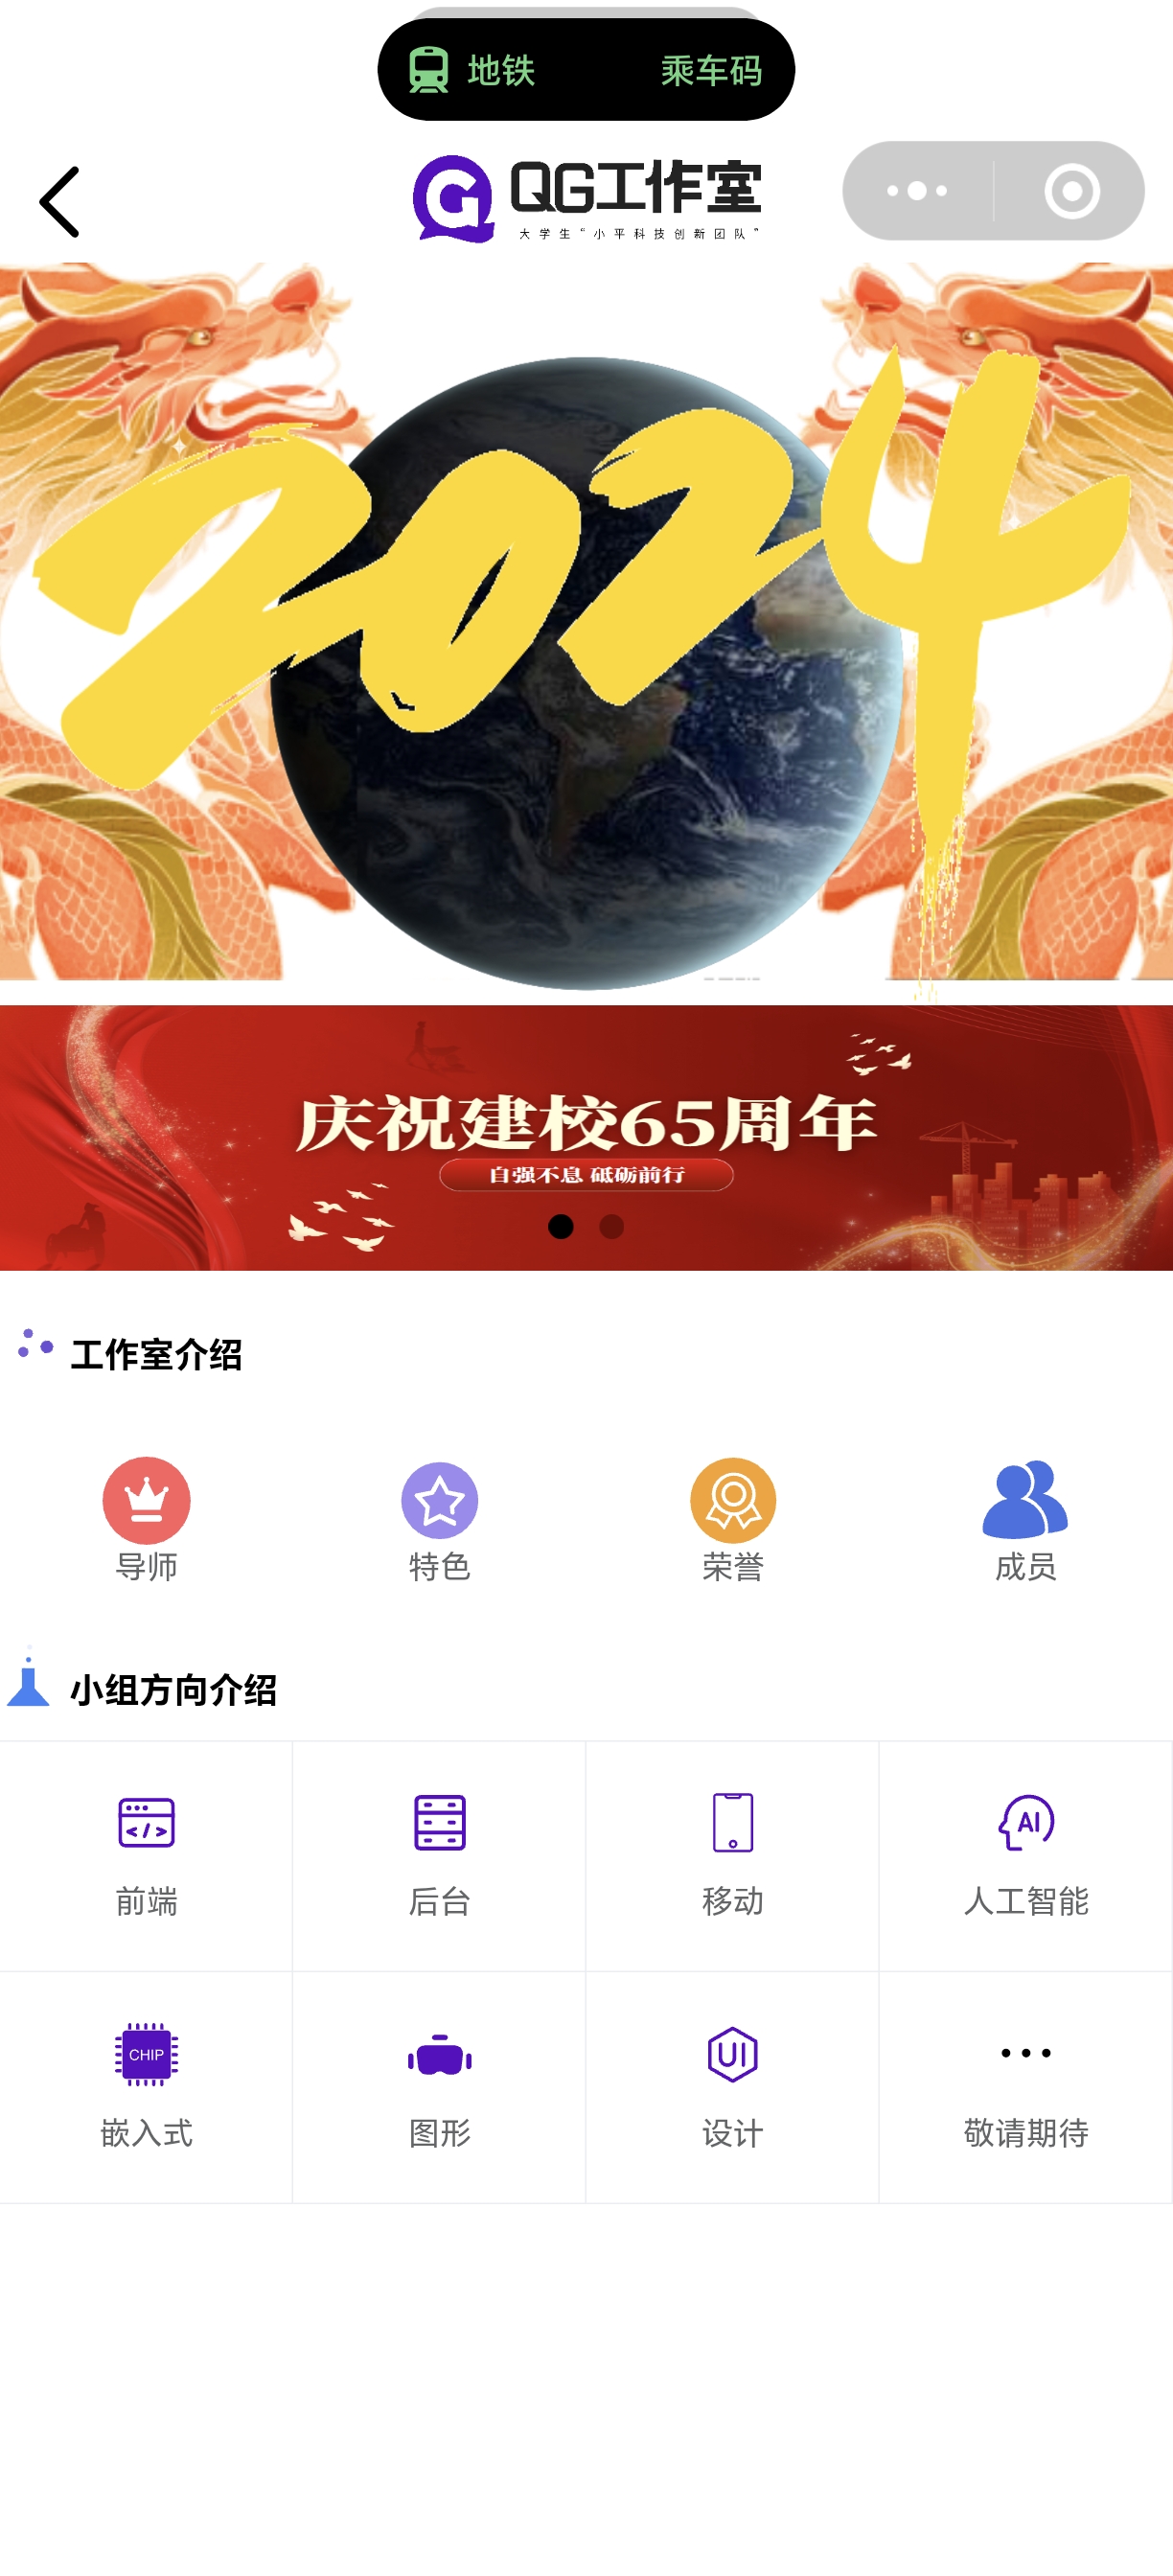 地铁 乘车码
QG工作室
大学生“小平科技创新团队”
2024
庆祝建校65周年
自强不息 砥砺前行
工作室介绍
导师 特色 荣誉 成员
小组方向介绍
</>
AI
前端 后台 移动 人工智能
CHIP
UI
嵌入式 图形 设计 敬请期待